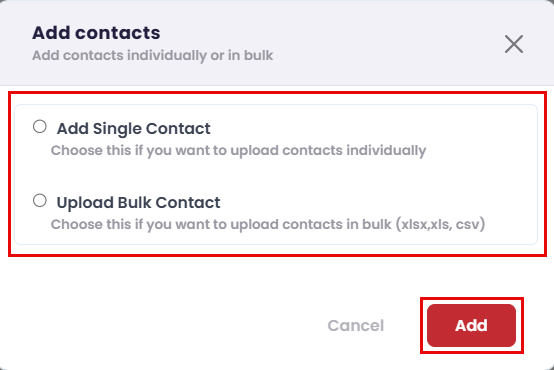 Add contacts
Add contacts individually or in bulk
Add Single Contact
Choose this if you want to upload contacts individually
Upload Bulk Contact
Choose this if you want to upload contacts in bulk (xlsx,xls, csv)
Cancel
Add